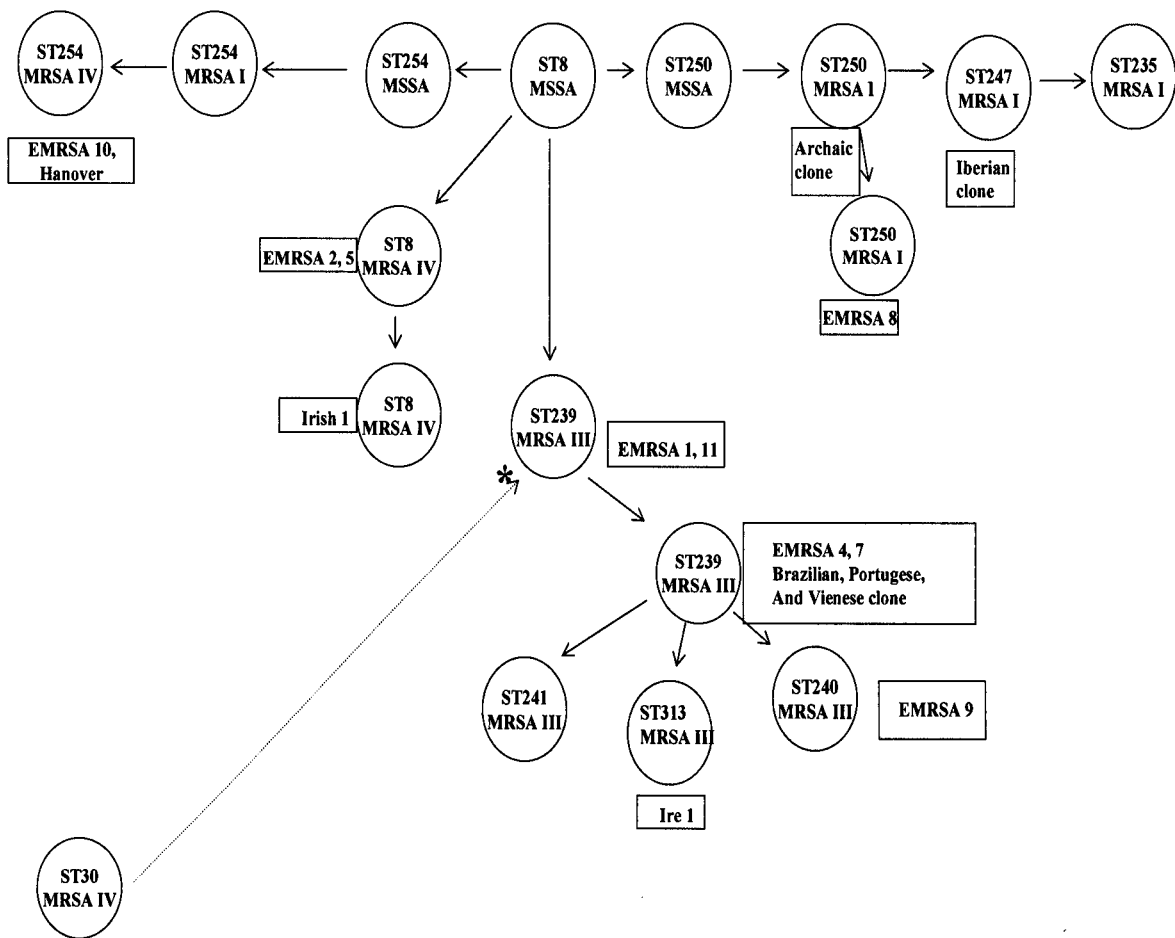 ST254
MRSA IV
ST254
MRSA I
ST254
MSSA
ST8
MSSA
ST250
MSSA
ST250
MRSA I
ST247
MRSA I
ST235
MRSA I
EMRSA 10,
Hanover
Archaic
clone
Iberian
clone
EMRSA 2, 5
ST8
MRSA IV
ST250
MRSA I
EMRSA 8
Irish 1
ST8
MRSA IV
ST239
MRSA III
EMRSA 1, 11
*
ST239
MRSA III
EMRSA 4, 7
Brazilian, Portugese,
And Vienese clone
ST241
MRSA III
ST313
MRSA III
ST240
MRSA III
EMRSA 9
Ire 1
ST30
MRSA IV